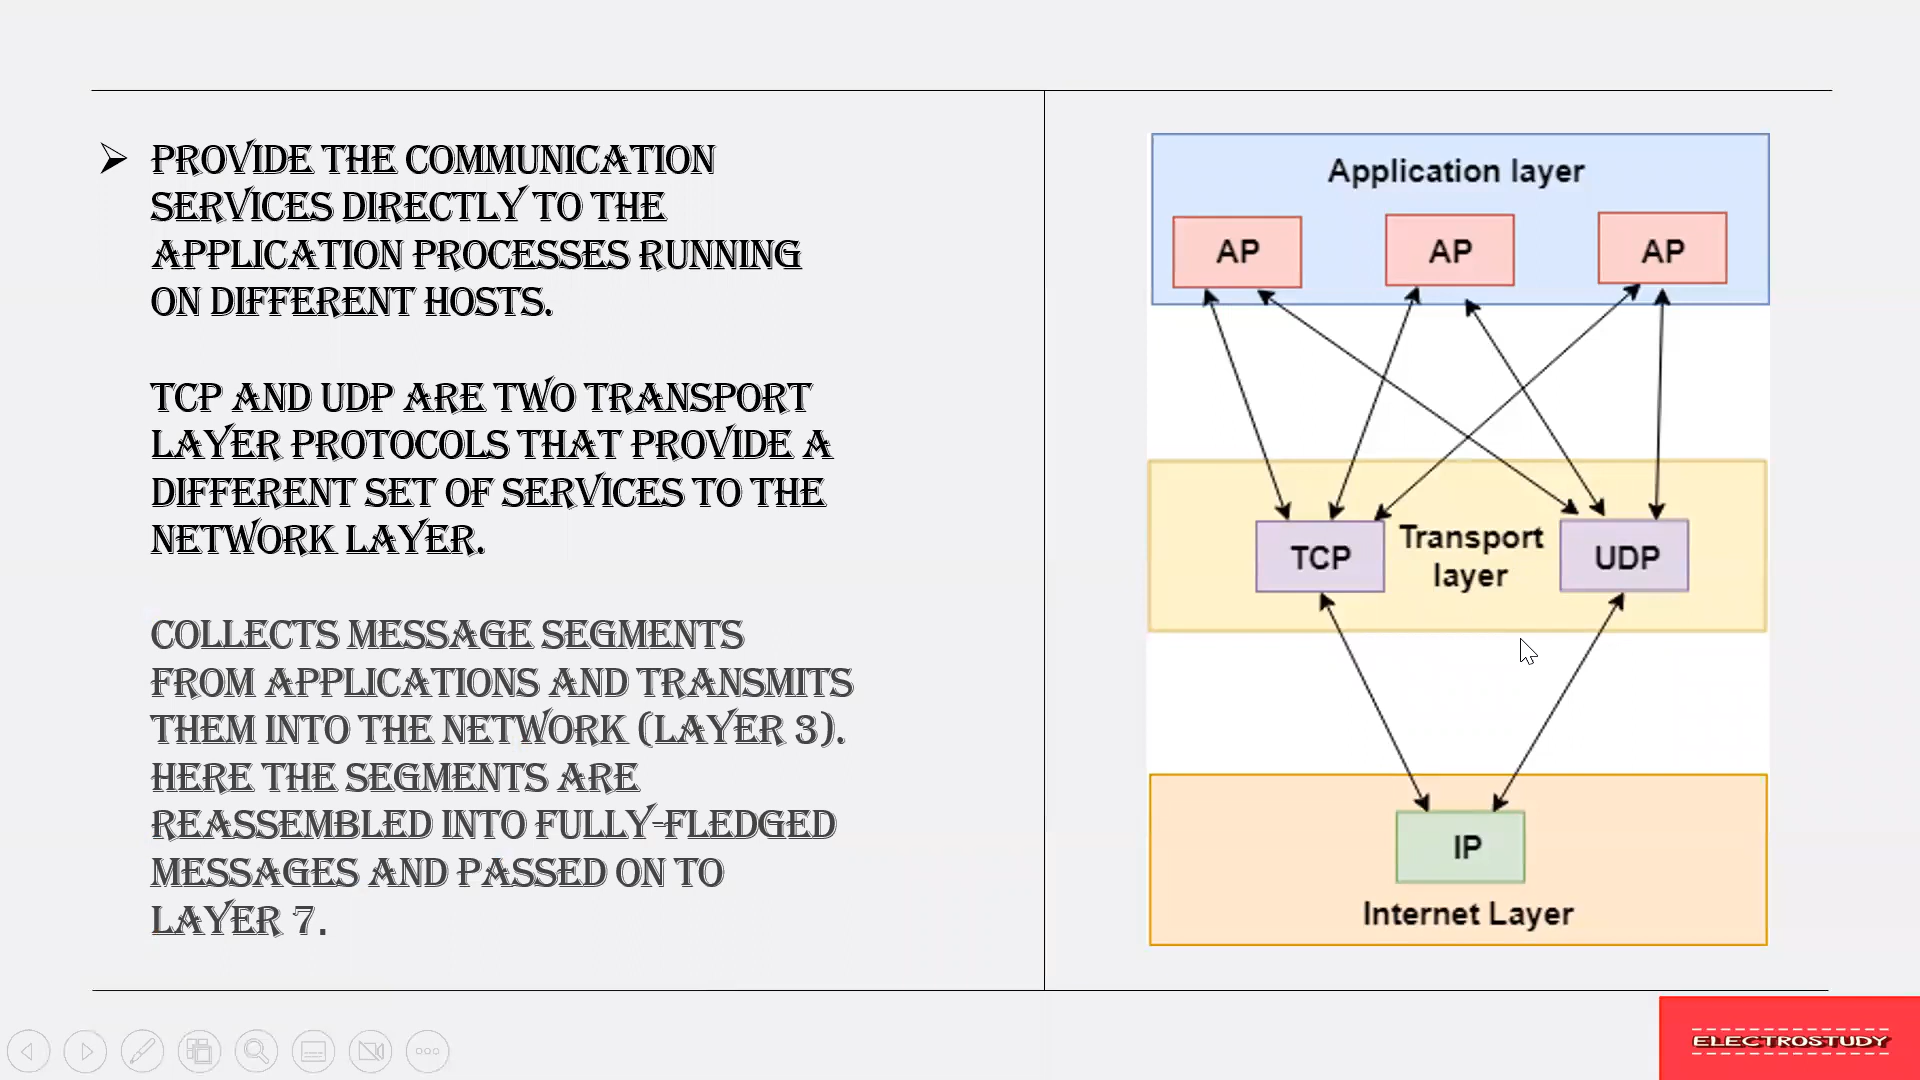 PROVIDE THE COMMUNICATION
SERVICES DIRECTLY TO THE
APPLICATION PROCESSES RUNNING
ON DIFFERENT HOSTS.
TCP AND UDP ARE TWO TRANSPORT
LAYER PROTOCOLS THAT PROVIDE A
DIFFERENT SET OF SERVICES TO THE
NETWORK LAYER.
COLLECTS MESSAGE SEGMENTS
FROM APPLICATIONS AND TRANSMITS
THEM INTO THE NETWORK (LAYER 3).
HERE THE SEGMENTS ARE
REASSEMBLED INTO FULLY-FLEDGED
MESSAGES AND PASSED ON TO
LAYER 7.
Application layer
AP AP AP
TCP
Transport
layer
UDP
IP
Internet Layer
ELECTROSTUDY